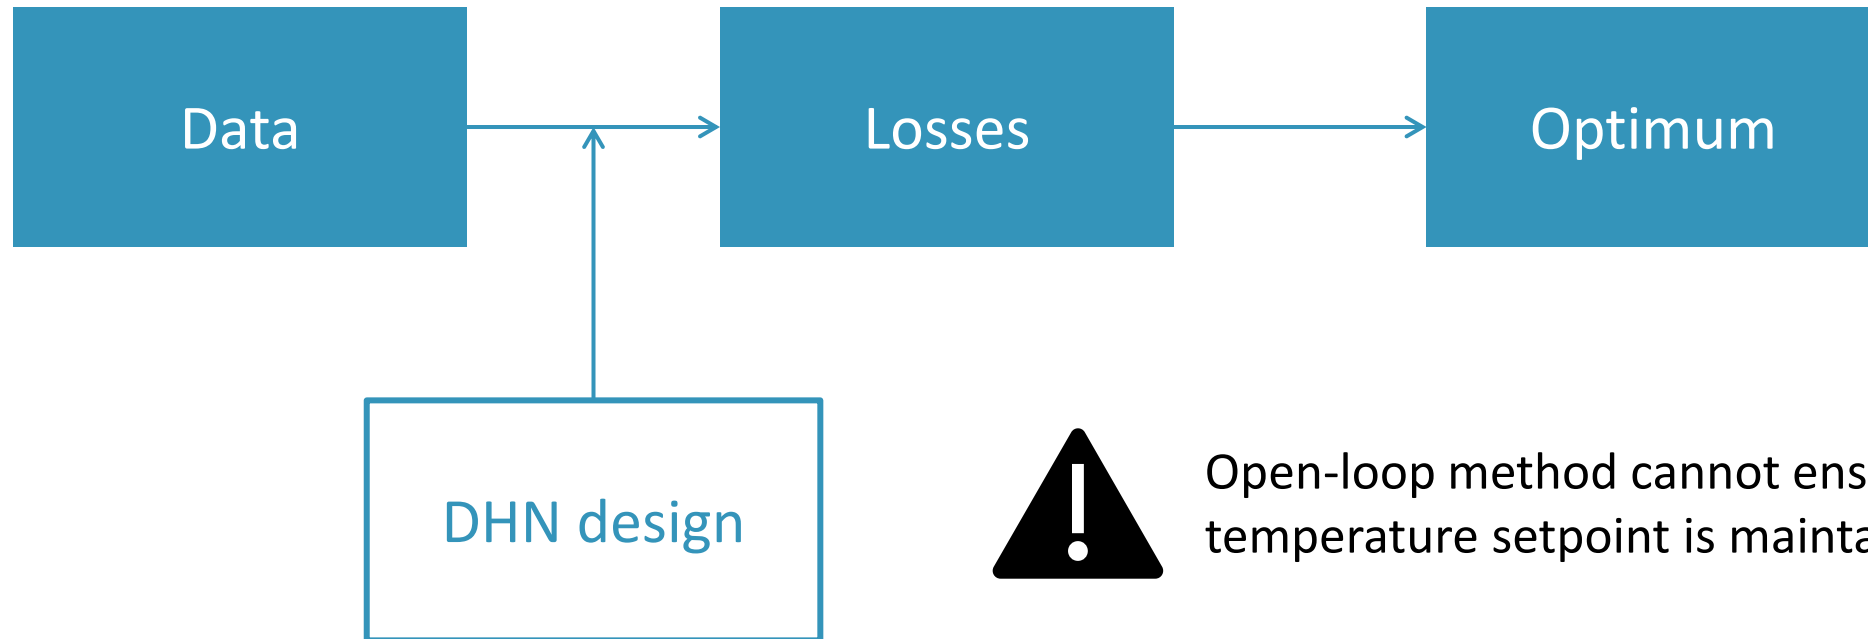 Data
Losses
Optimum
DHN design
Open-loop method cannot ens
temperature setpoint is mainta